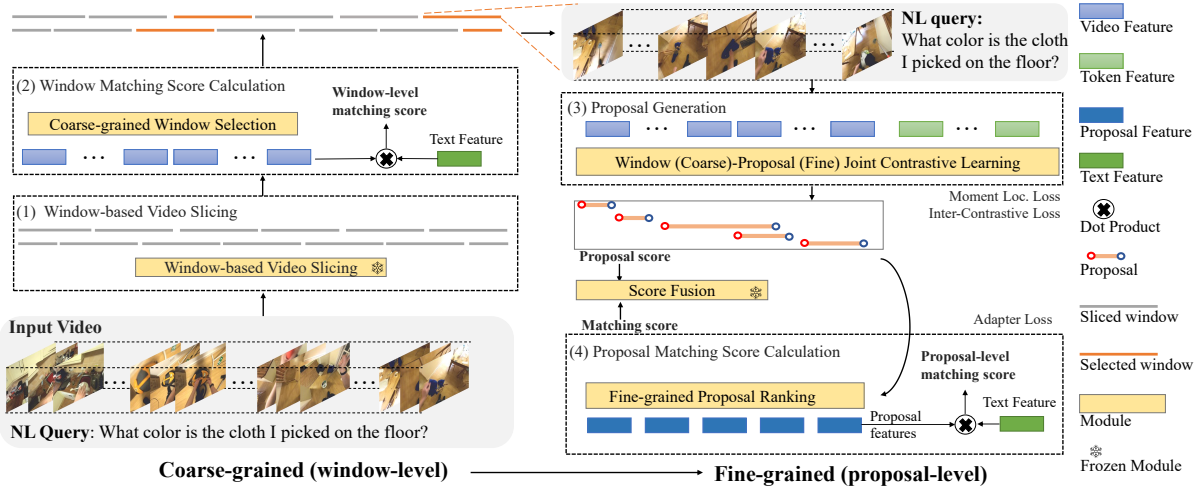 (2) Window Matching Score Calculation
Coarse-grained Window Selection
Window-level
matching score
Text Feature
(1) Window-based Video Slicing
Window-based Video Slicing
Input Video
NL Query: What color is the cloth I picked on the floor?
Coarse-grained (window-level)
NL query:
What color is the cloth
I picked on the floor?
(3) Proposal Generation
Window (Coarse)-Proposal (Fine) Joint Contrastive Learning
Moment Loc. Loss
Inter-Contrastive Loss
Proposal score
Score Fusion
Matching score
Adapter Loss
(4) Proposal Matching Score Calculation
Fine-grained Proposal Ranking
Proposal
features
Proposal-level
matching score
Text Feature
Fine-grained (proposal-level)
Video Feature
Token Feature
Proposal Feature
Text Feature
Dot Product
Proposal
Sliced window
Selected window
Module
Frozen Module